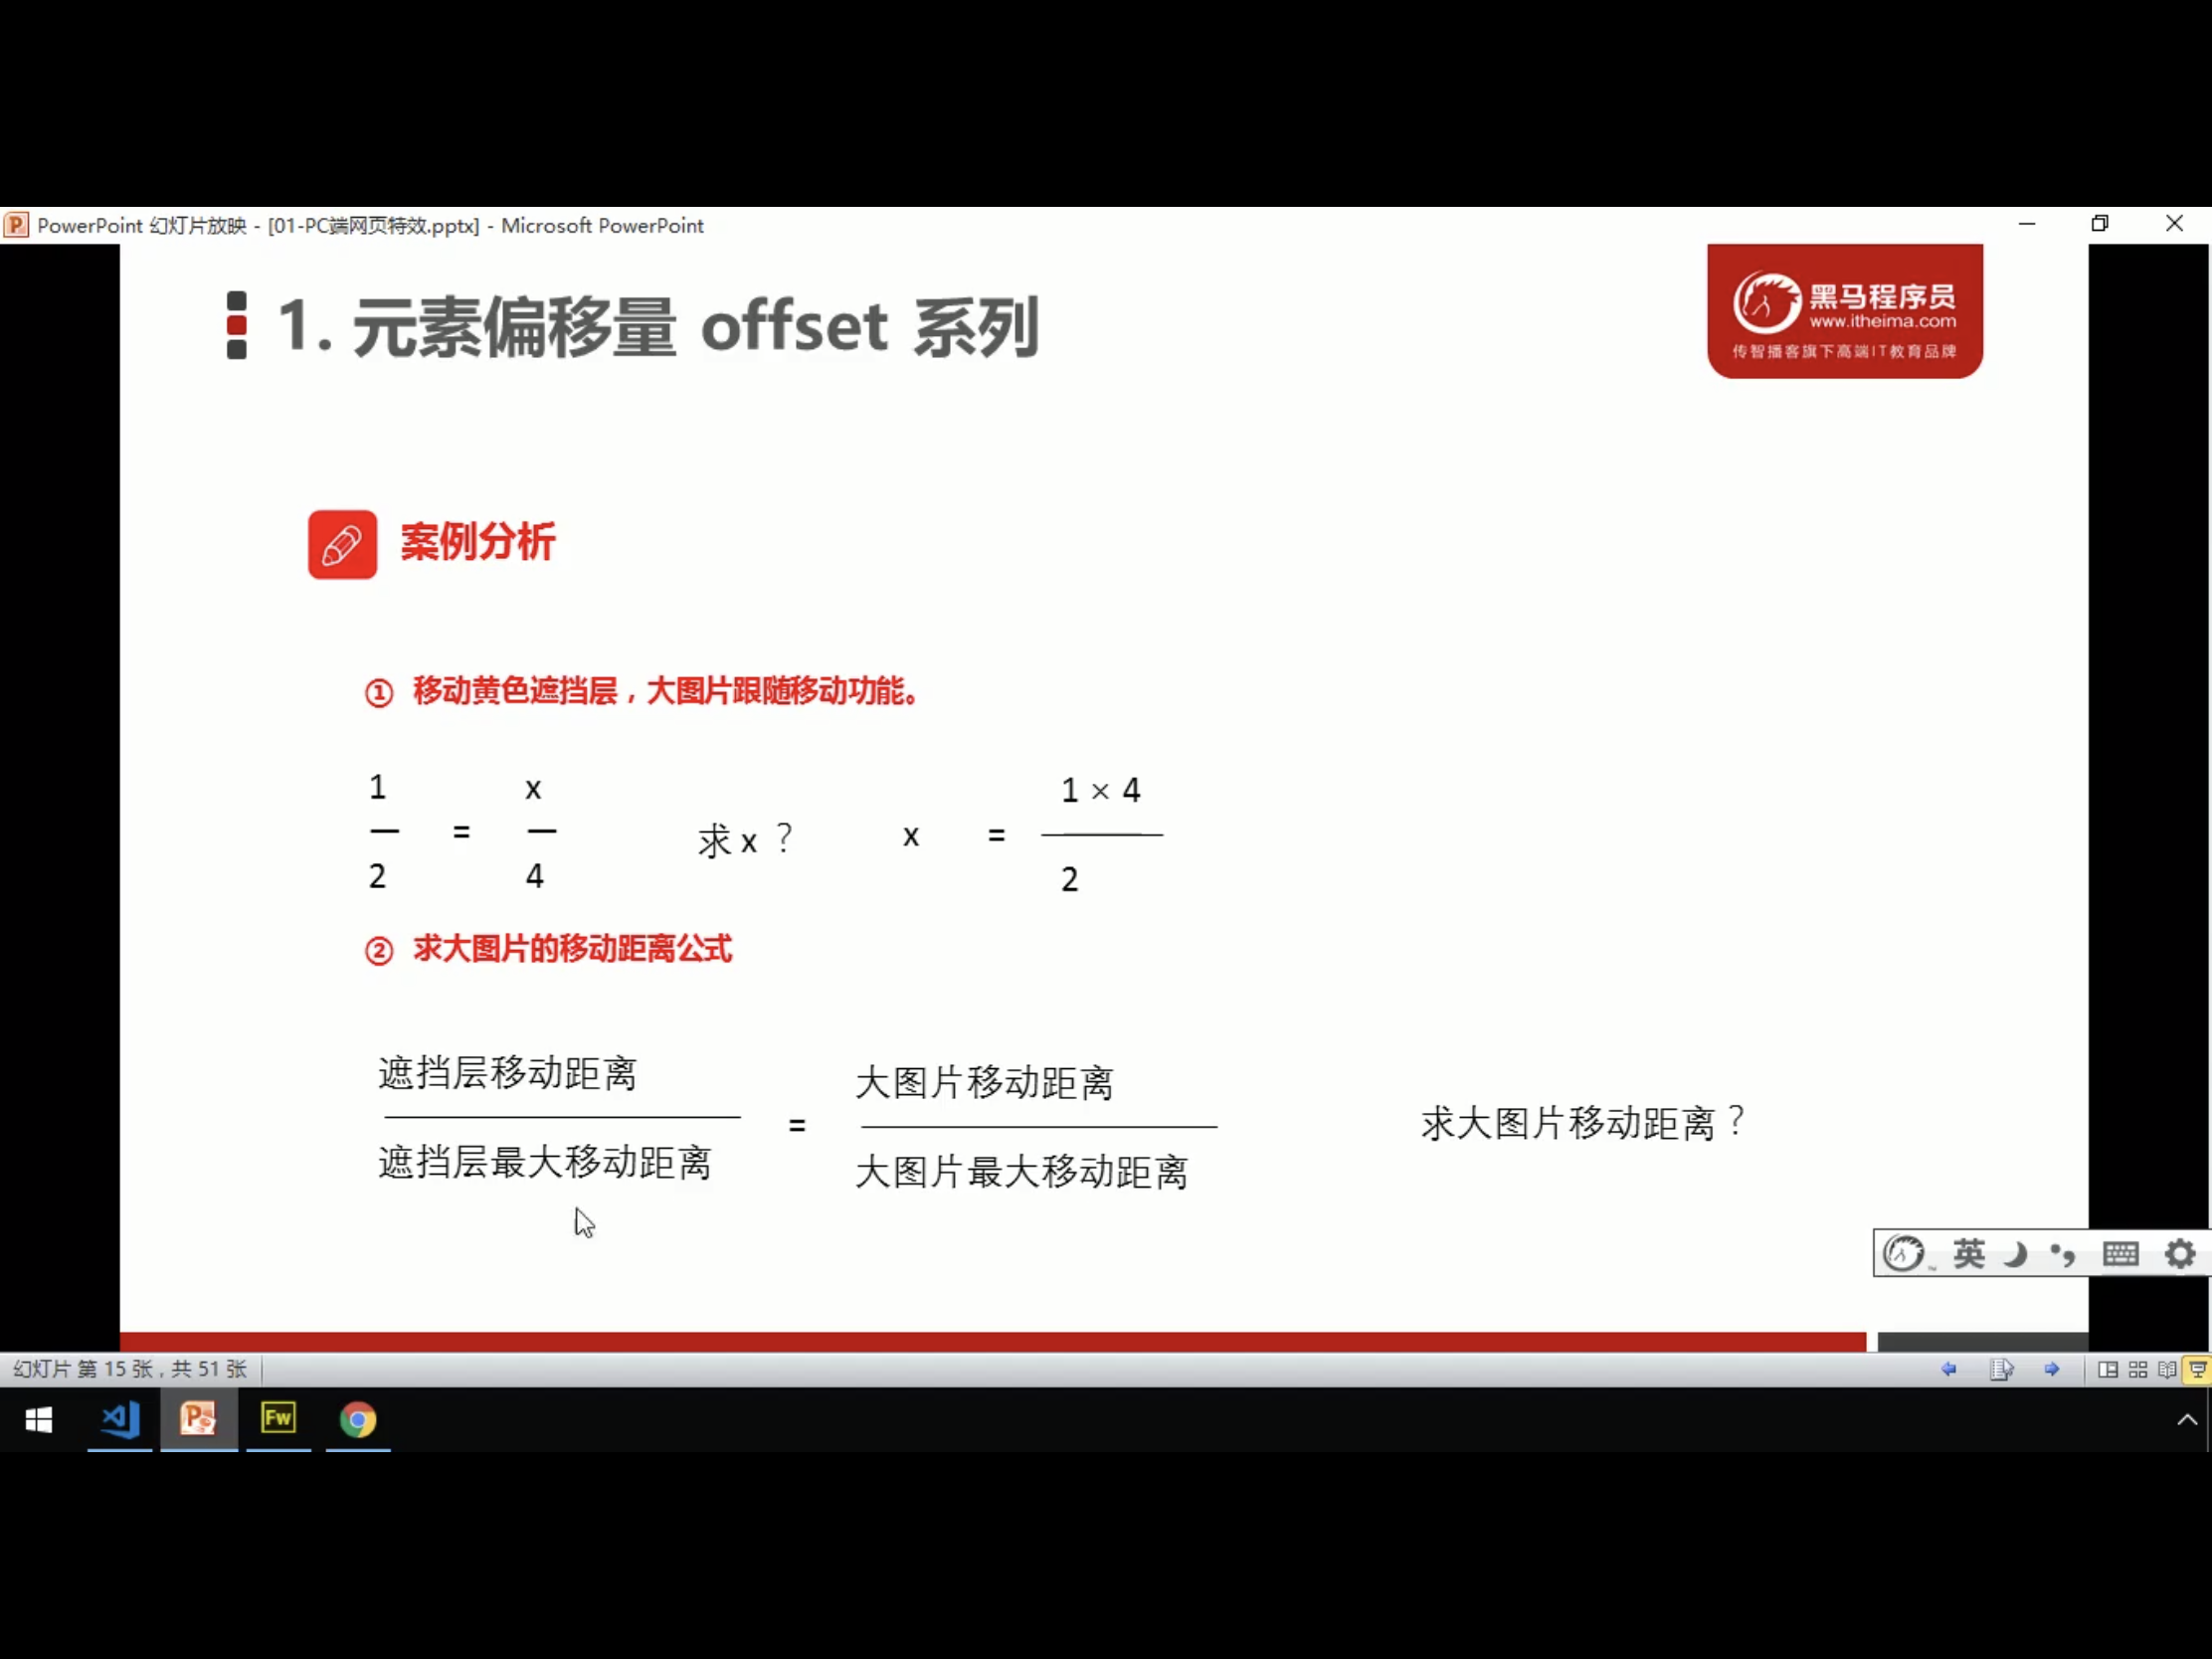 PowerPoint 幻灯片放映 - [01-PC端网页特效.pptx] - Microsoft PowerPoint
1. 元素偏移量 offset 系列
黑马程序员
www.itheima.com
传智播客旗下高端IT教育品牌
案例分析
① 移动黄色遮挡层，大图片跟随移动功能。
1 x 1 × 4
— = — 求 x ？ x = —
2 4 2
② 求大图片的移动距离公式
遮挡层移动距离 大图片移动距离
= 求大图片移动距离？
遮挡层最大移动距离 大图片最大移动距离
英
幻灯片 第 15 张，共 51 张
Fw